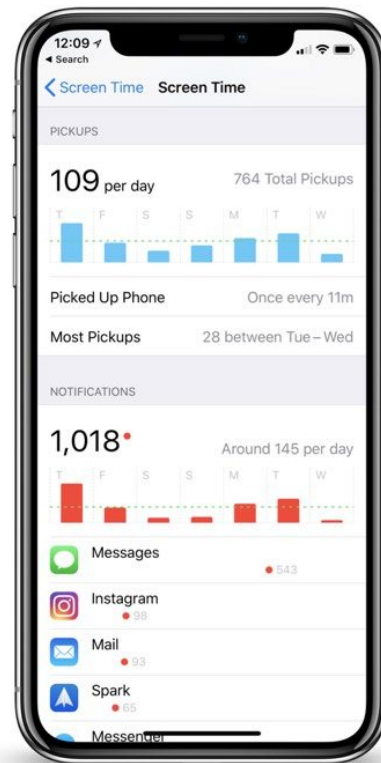 12:09
Search
Screen Time Screen Time
PICKUPS
109 per day 764 Total Pickups
T F S S M T W
Picked Up Phone Once every 11m
Most Pickups 28 between Tue – Wed
NOTIFICATIONS
1,018 Around 145 per day
T F S S M T W
Messages
543
Instagram
98
Mail
93
Spark
65
Messenger